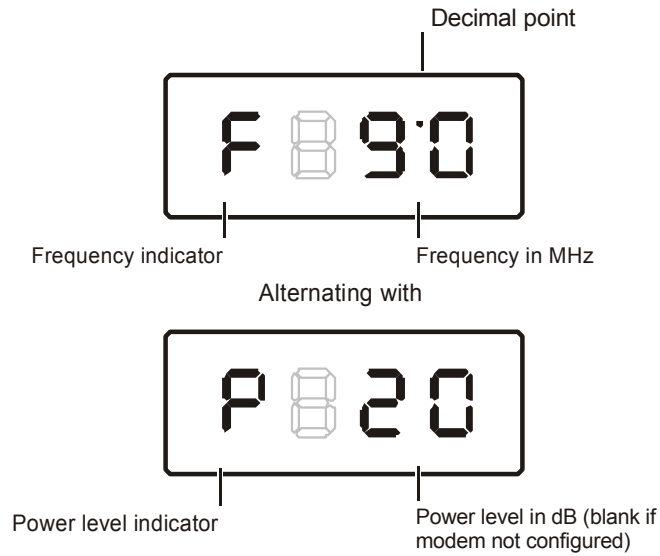 Decimal point
F 9.0
Frequency indicator
Frequency in MHz
Alternating with
P 20
Power level indicator
Power level in dB (blank if
modem not configured)